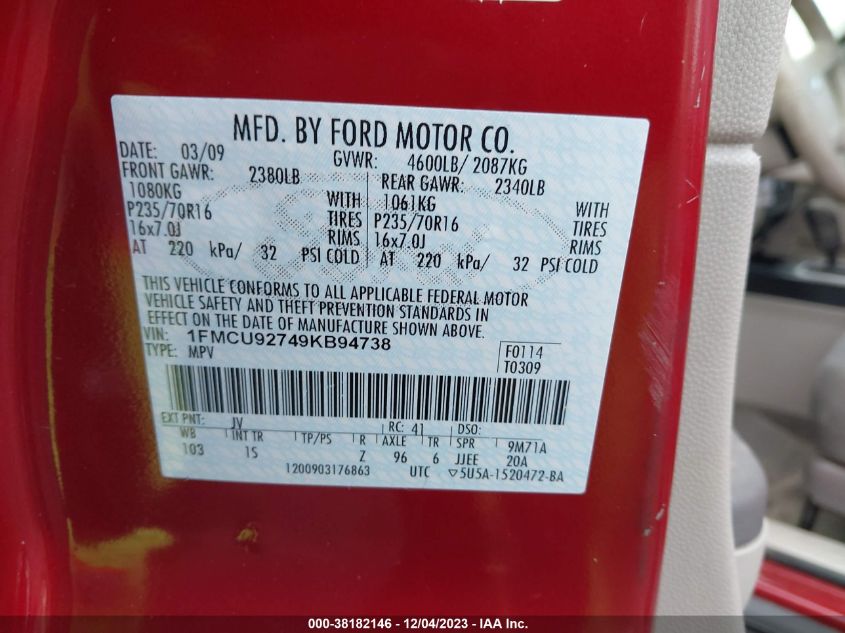 MFD. BY FORD MOTOR CO.
DATE: 03/09 GVWR: 4600LB/ 2087KG
FRONT GAWR: 2380LB REAR GAWR: 2340LB
1080KG WITH 1061KG WITH
P235/70R16 TIRES P235/70R16 TIRES
16x7.0J RIMS 16x7.0J RIMS
AT 220 kPa/ 32 PSI COLD AT 220 kPa/ 32 PSI COLD
THIS VEHICLE CONFORMS TO ALL APPLICABLE FEDERAL MOTOR
VEHICLE SAFETY AND THEFT PREVENTION STANDARDS IN
EFFECT ON THE DATE OF MANUFACTURE SHOWN ABOVE.
VIN: 1FMCU92749KB94738 F0114
TYPE: MPV T0309
EXT PNT: JV RC: 41 DSO:
WB INT TR TP/PS R AXLE TR SPR 9M71A
103 IS Z 96 6 JJEE 20A
1200903176863 UTC ▽5U5A-1520472-BA
000-38182146 - 12/04/2023 - IAA Inc.